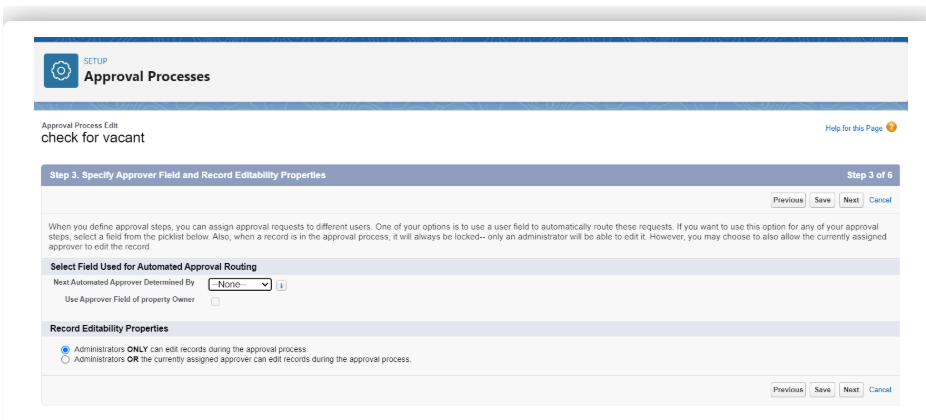 SETUP
Approval Processes
Approval Process Edit
check for vacant
Help for this Page
Step 3. Specify Approver Field and Record Editability Properties
Step 3 of 6
Previous Save Next Cancel
When you define approval steps, you can assign approval requests to different users. One of your options is to use a user field to automatically route these requests. If you want to use this option for any of your approval
steps, select a field from the picklist below. Also, when a record is in the approval process, it will always be locked-- only an administrator will be able to edit it. However, you may choose to also allow the currently assigned
approver to edit the record.
Select Field Used for Automated Approval Routing
Next Automated Approver Determined By --None-- i
Use Approver Field of property Owner
Record Editability Properties
Administrators ONLY can edit records during the approval process.
Administrators OR the currently assigned approver can edit records during the approval process.
Previous Save Next Cancel